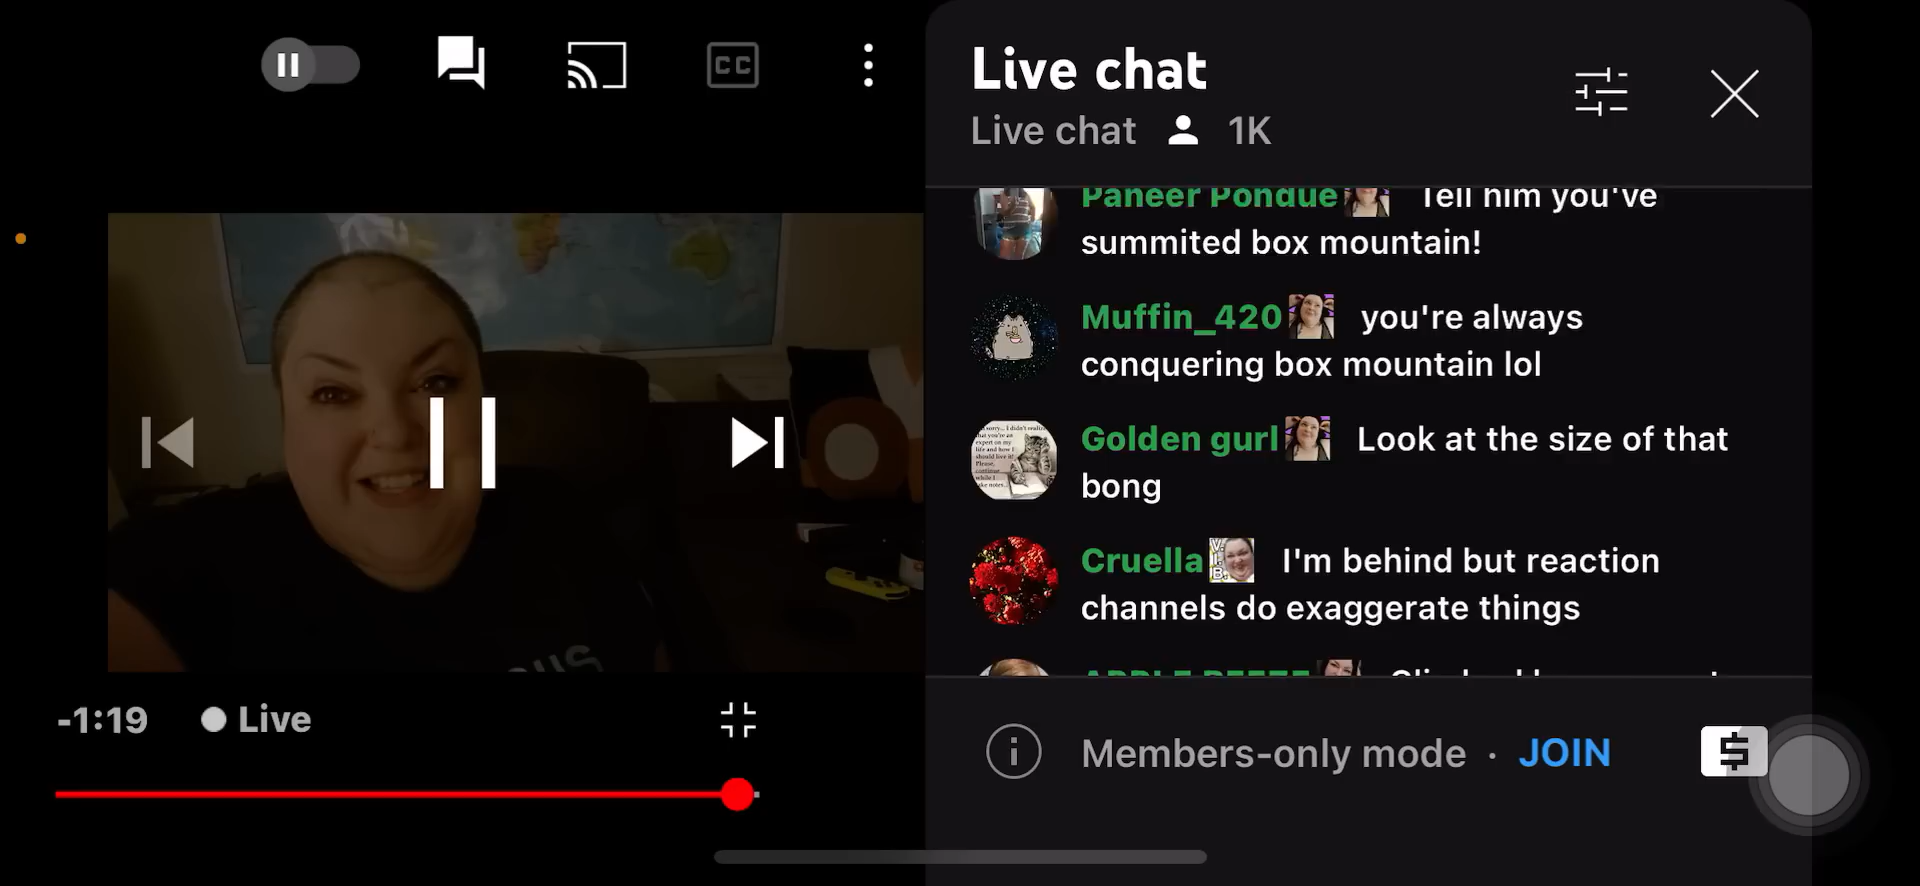 CC
Live chat
Live chat 1K
Paneer Pondue Tell him you've
summited box mountain!
Muffin_420 you're always
conquering box mountain lol
Golden gurl Look at the size of that
bong
Cruella I'm behind but reaction
channels do exaggerate things
-1:19 Live
Members-only mode · JOIN
$